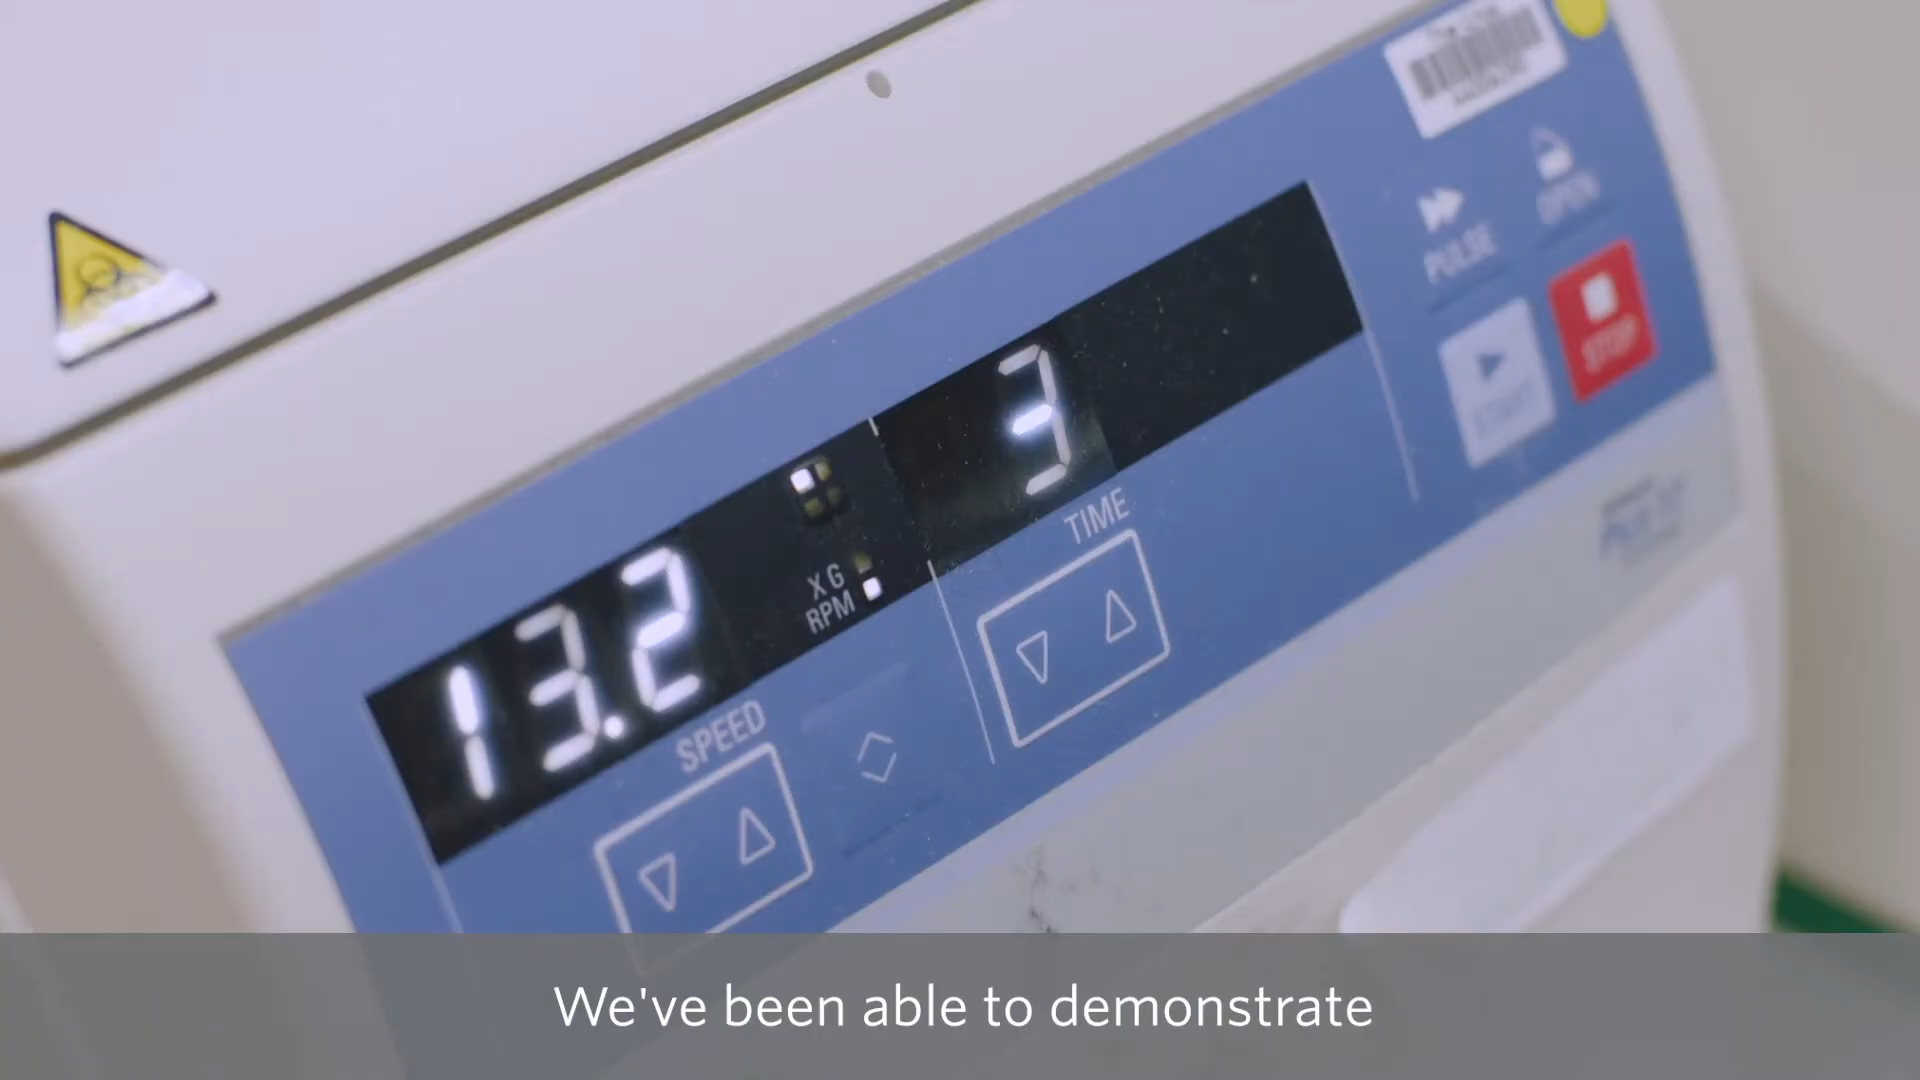 OPEN
PULSE
STOP
START
3
TIME
X G
RPM
13.2
SPEED
We've been able to demonstrate